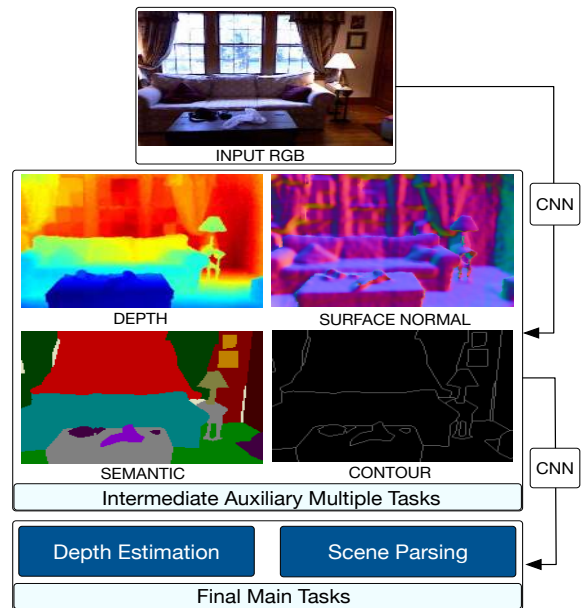 INPUT RGB
CNN
DEPTH
SURFACE NORMAL
SEMANTIC
CONTOUR
CNN
Intermediate Auxiliary Multiple Tasks
Depth Estimation
Scene Parsing
Final Main Tasks